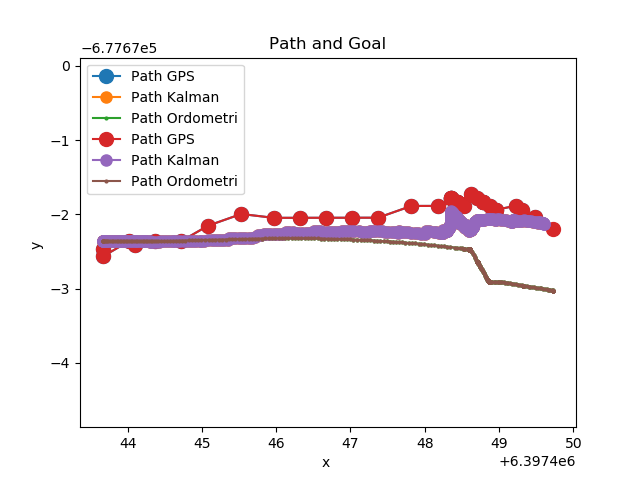 Path and Goal
−6.7767e5
Path GPS
Path Kalman
Path Ordometri
Path GPS
Path Kalman
Path Ordometri
0
−1
−2
−3
−4
y
44 45 46 47 48 49 50
x
+6.3974e6